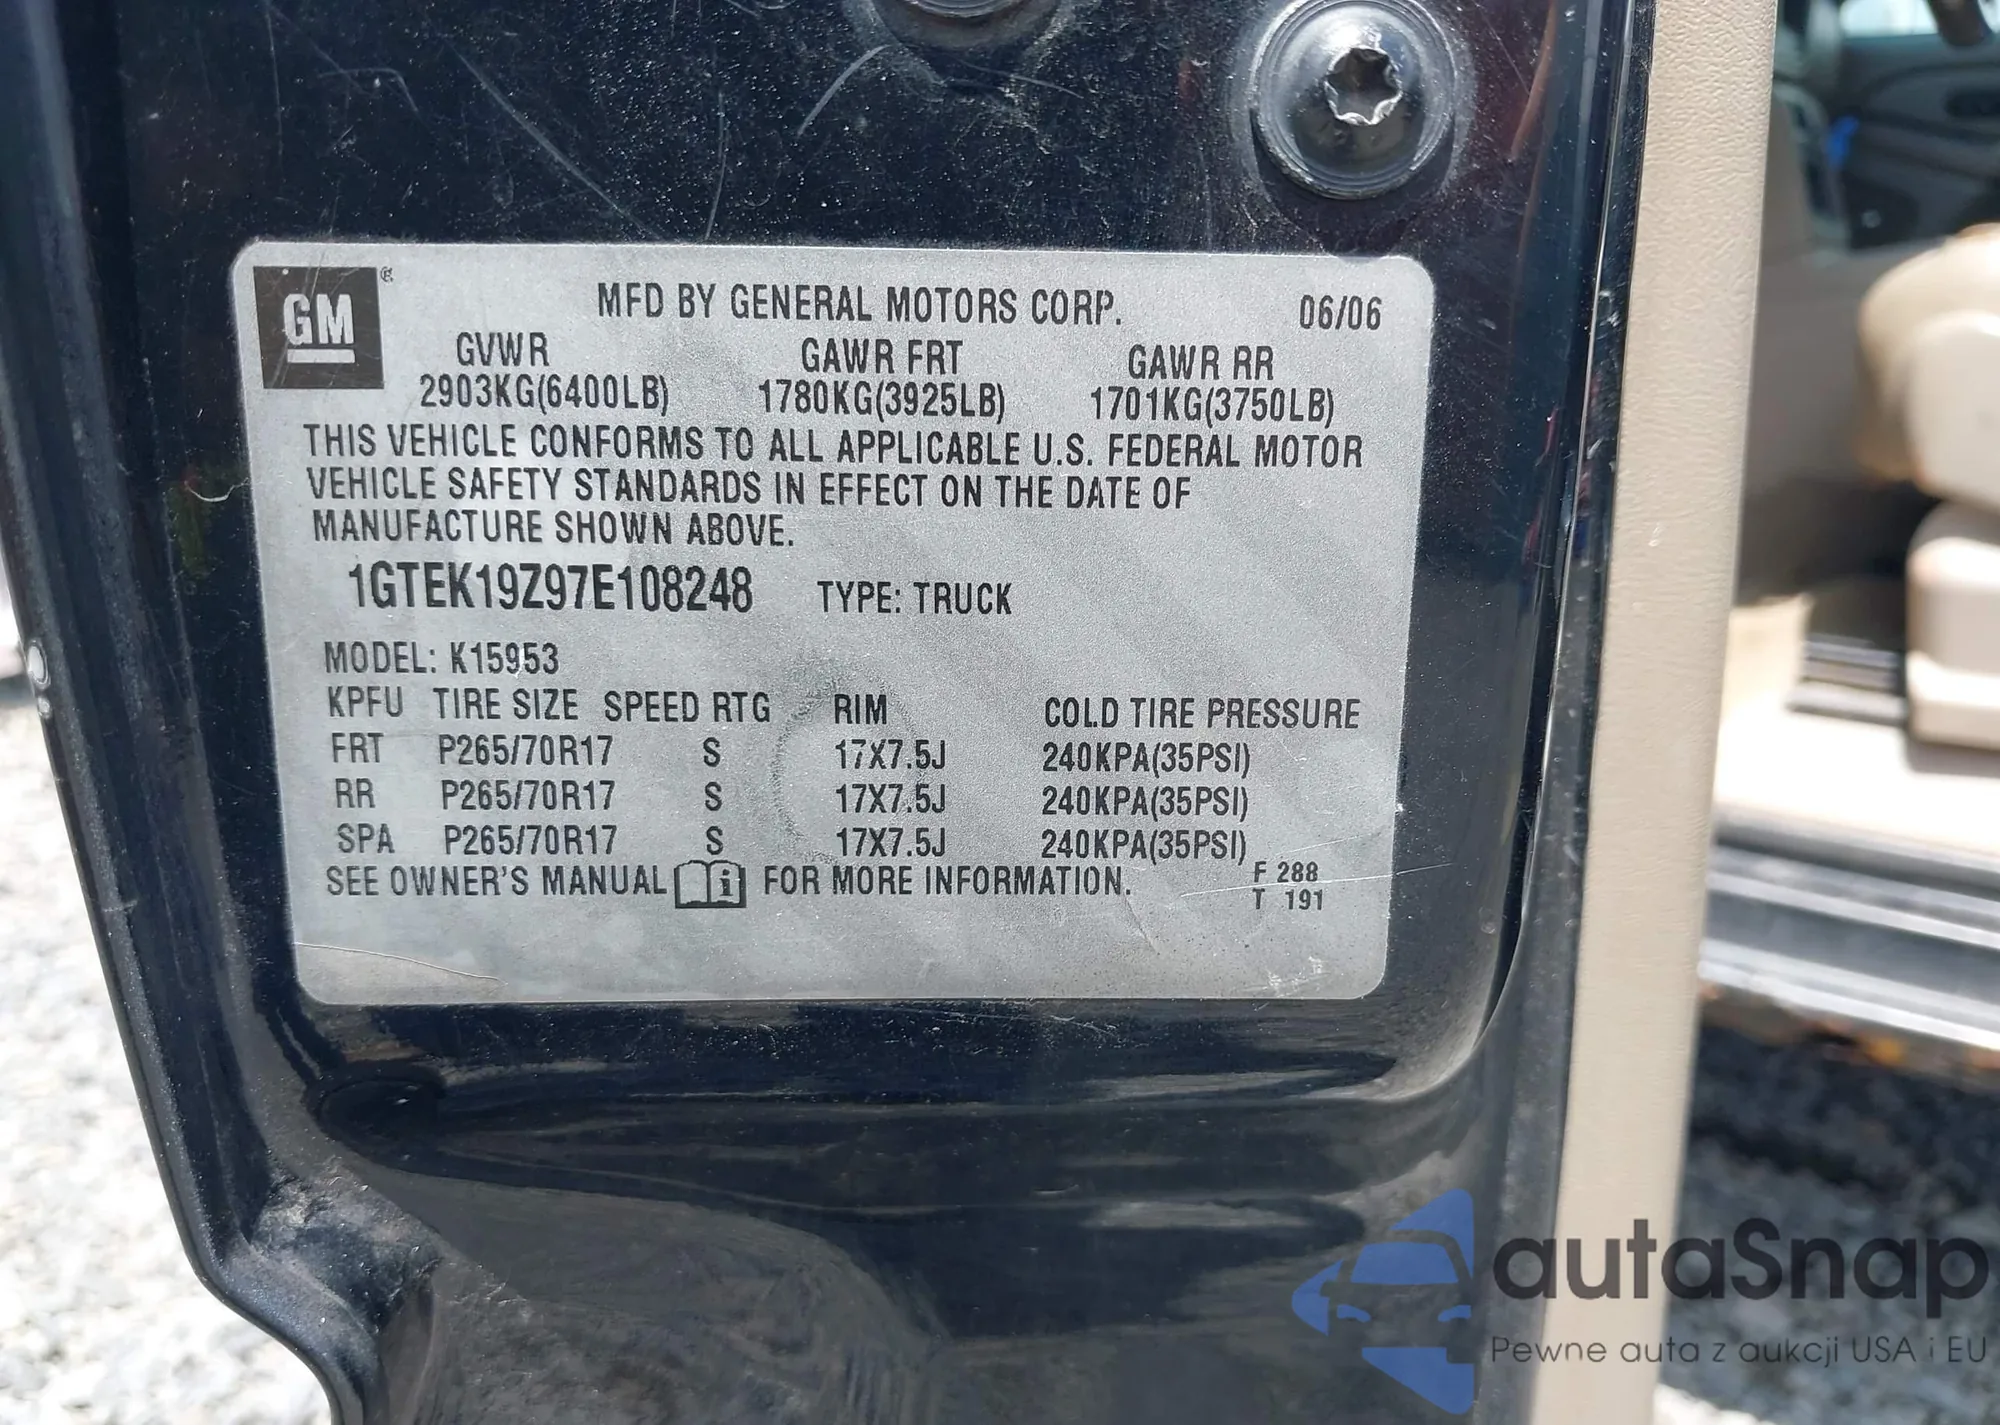 GM ®
MFD BY GENERAL MOTORS CORP. 06/06
GVWR GAWR FRT GAWR RR
2903KG(6400LB) 1780KG(3925LB) 1701KG(3750LB)
THIS VEHICLE CONFORMS TO ALL APPLICABLE U.S. FEDERAL MOTOR
VEHICLE SAFETY STANDARDS IN EFFECT ON THE DATE OF
MANUFACTURE SHOWN ABOVE.
1GTEK19Z97E108248 TYPE: TRUCK
MODEL: K15953
KPFU TIRE SIZE SPEED RTG RIM COLD TIRE PRESSURE
FRT P265/70R17 S 17X7.5J 240KPA(35PSI)
RR P265/70R17 S 17X7.5J 240KPA(35PSI)
SPA P265/70R17 S 17X7.5J 240KPA(35PSI)
SEE OWNER'S MANUAL i FOR MORE INFORMATION. F 288
T 191
autaSnap
Pewne auta z aukcji USA i EU